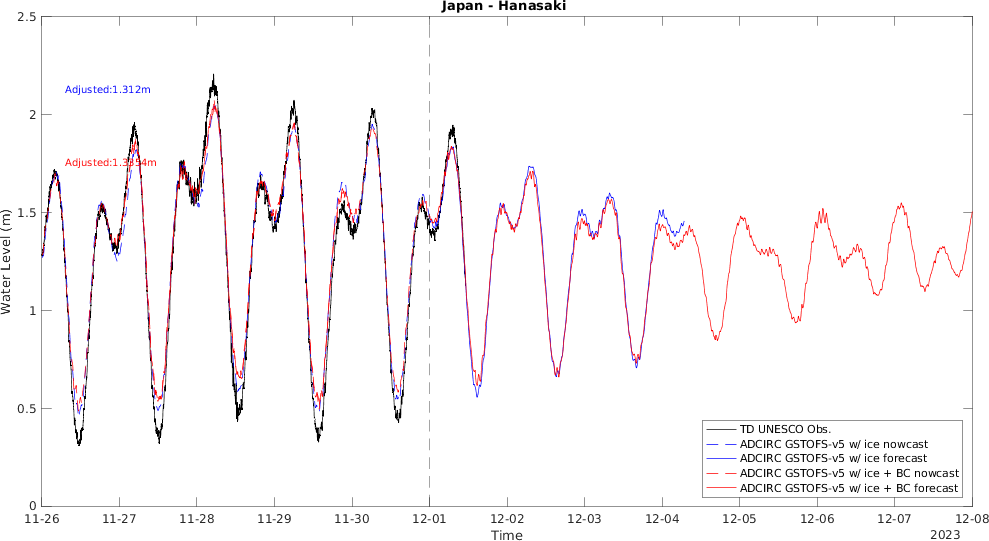 Japan - Hanasaki
2.5
2
1.5
1
0.5
0
Water Level (m)
Adjusted:1.312m
Adjusted:1.3354m
TD UNESCO Obs.
ADCIRC GSTOFS-v5 w/ ice nowcast
ADCIRC GSTOFS-v5 w/ ice forecast
ADCIRC GSTOFS-v5 w/ ice + BC nowcast
ADCIRC GSTOFS-v5 w/ ice + BC forecast
11-26 11-27 11-28 11-29 11-30 12-01 12-02 12-03 12-04 12-05 12-06 12-07 12-08
Time
2023